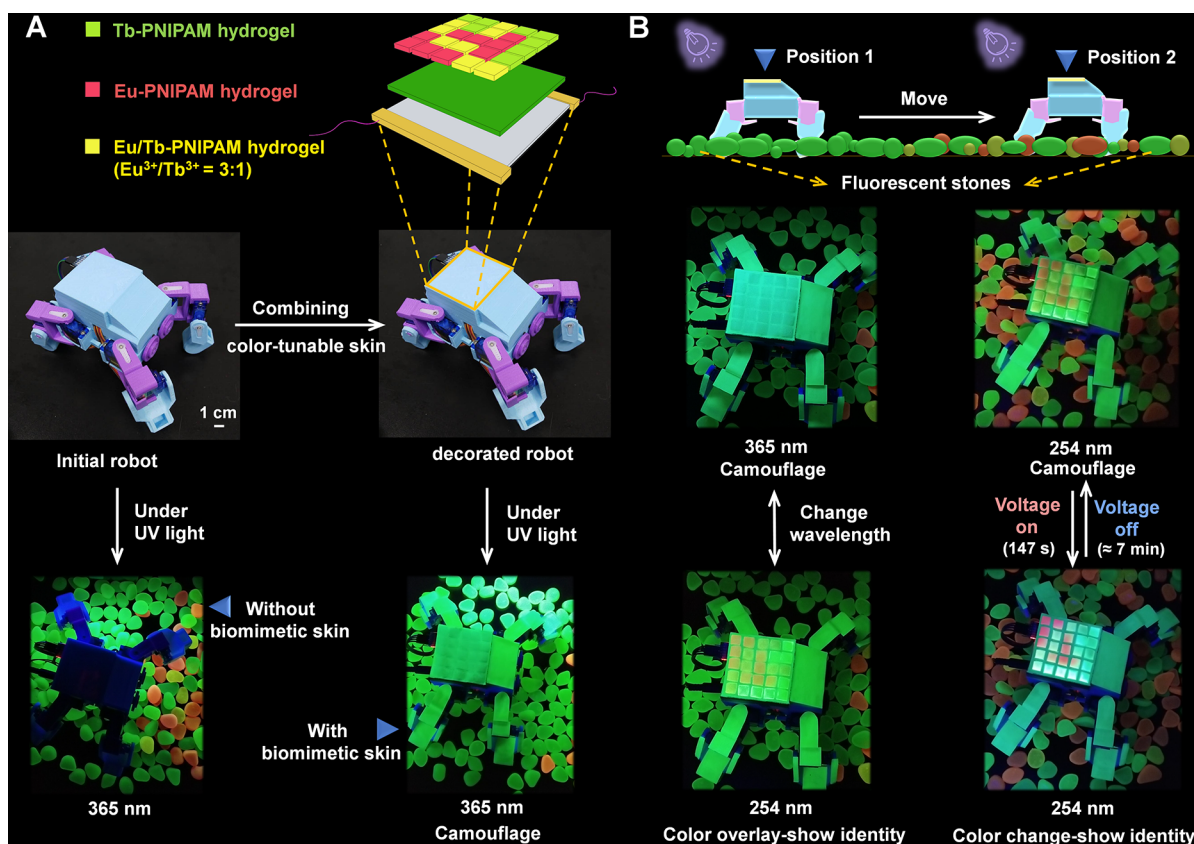 A
Tb-PNIPAM hydrogel
Eu-PNIPAM hydrogel
Eu/Tb-PNIPAM hydrogel
(Eu³⁺/Tb³⁺ = 3:1)
Combining
color-tunable skin
1 cm
Initial robot
decorated robot
Under
UV light
Under
UV light
Without
biomimetic skin
With
biomimetic skin
365 nm
365 nm
Camouflage
B
Position 1
Position 2
Move
Fluorescent stones
365 nm
Camouflage
254 nm
Camouflage
Change
wavelength
Voltage
on
(147 s)
Voltage
off
(≈ 7 min)
254 nm
Color overlay-show identity
254 nm
Color change-show identity